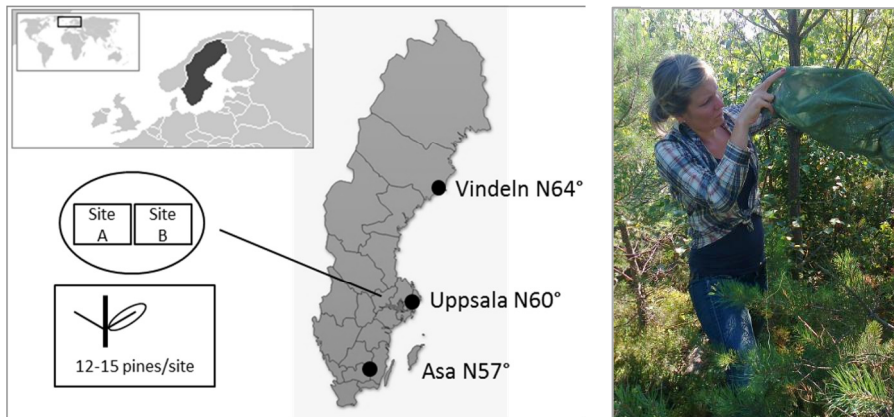 Vindeln N64°
Site
A
Site
B
Uppsala N60°
12-15 pines/site
Asa N57°